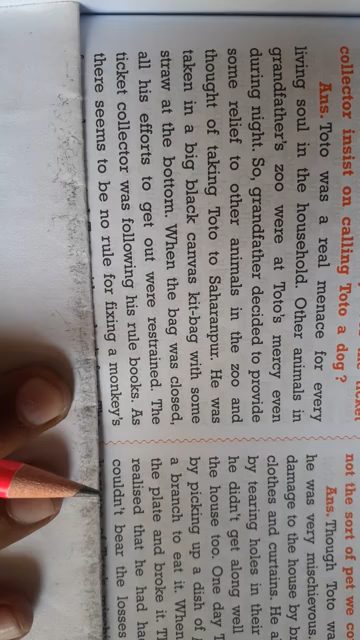 collector insist on calling Toto a dog?
Ans. Toto was a real menace for every
living soul in the household. Other animals in
grandfather's zoo were at Toto's mercy even
during night. So, grandfather decided to provide
some relief to other animals in the zoo and
thought of taking Toto to Saharanpur. He was
taken in a big black canvas kit-bag with some
straw at the bottom. When the bag was closed,
all his efforts to get out were restrained. The
ticket collector was following his rule books. As
there seems to be no rule for fixing a monkey's
not the sort of pet we
Ans. Though Toto
he was very mischievous
damage to the house by
clothes and curtains. He
by tearing holes in their
he didn't get along well
the house too. One day
by picking up a dish of
a branch to eat it. When
the plate and broke it.
realised that he had
couldn't bear the losses